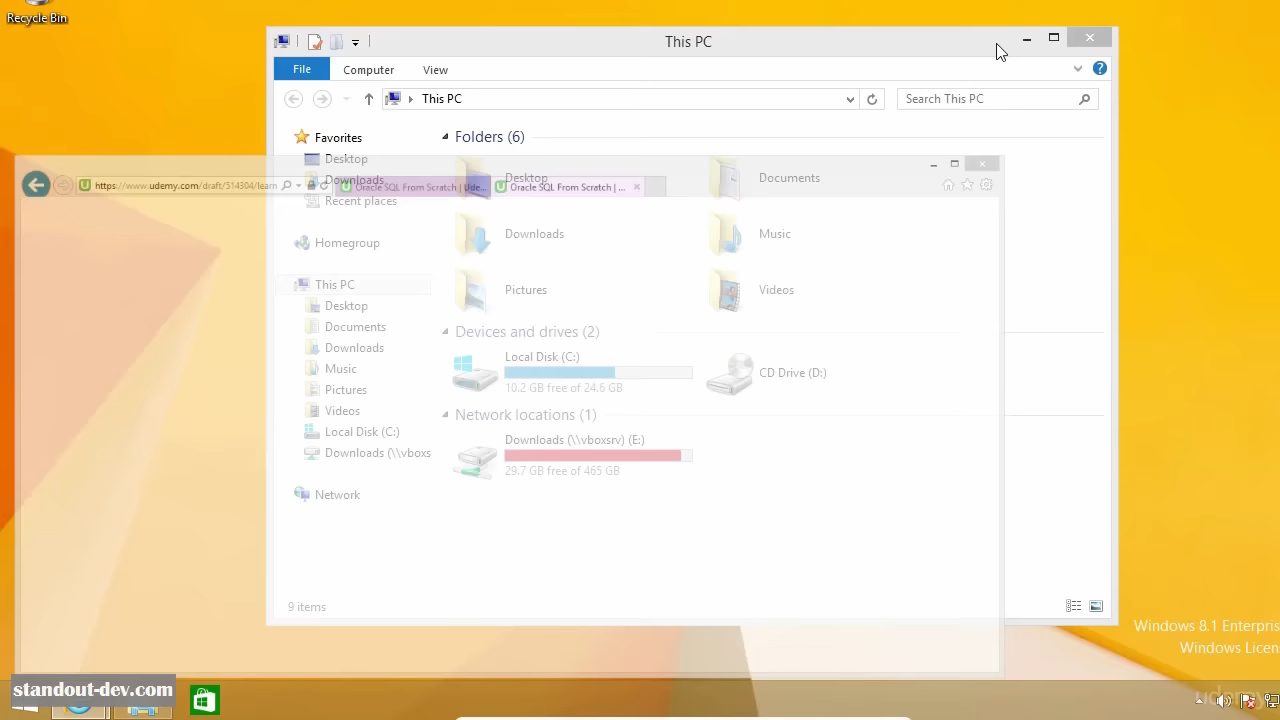 Recycle Bin
This PC
File
Computer
View
This PC
Search This PC
Favorites
Desktop
Downloads
Recent places
Homegroup
This PC
Desktop
Documents
Downloads
Music
Pictures
Videos
Local Disk (C:)
Downloads (\\vboxs
Network
Folders (6)
Desktop
Documents
Downloads
Music
Pictures
Videos
Devices and drives (2)
Local Disk (C:)
10.2 GB free of 24.6 GB
CD Drive (D:)
Network locations (1)
Downloads (\\vboxsrv) (E:)
29.7 GB free of 465 GB
9 items
https://www.udemy.com/draft/514304/learn
Oracle SQL From Scratch | Ude...
Oracle SQL From Scratch | ...
Windows 8.1 Enterpris
Windows Licen
standout-dev.com
udemy